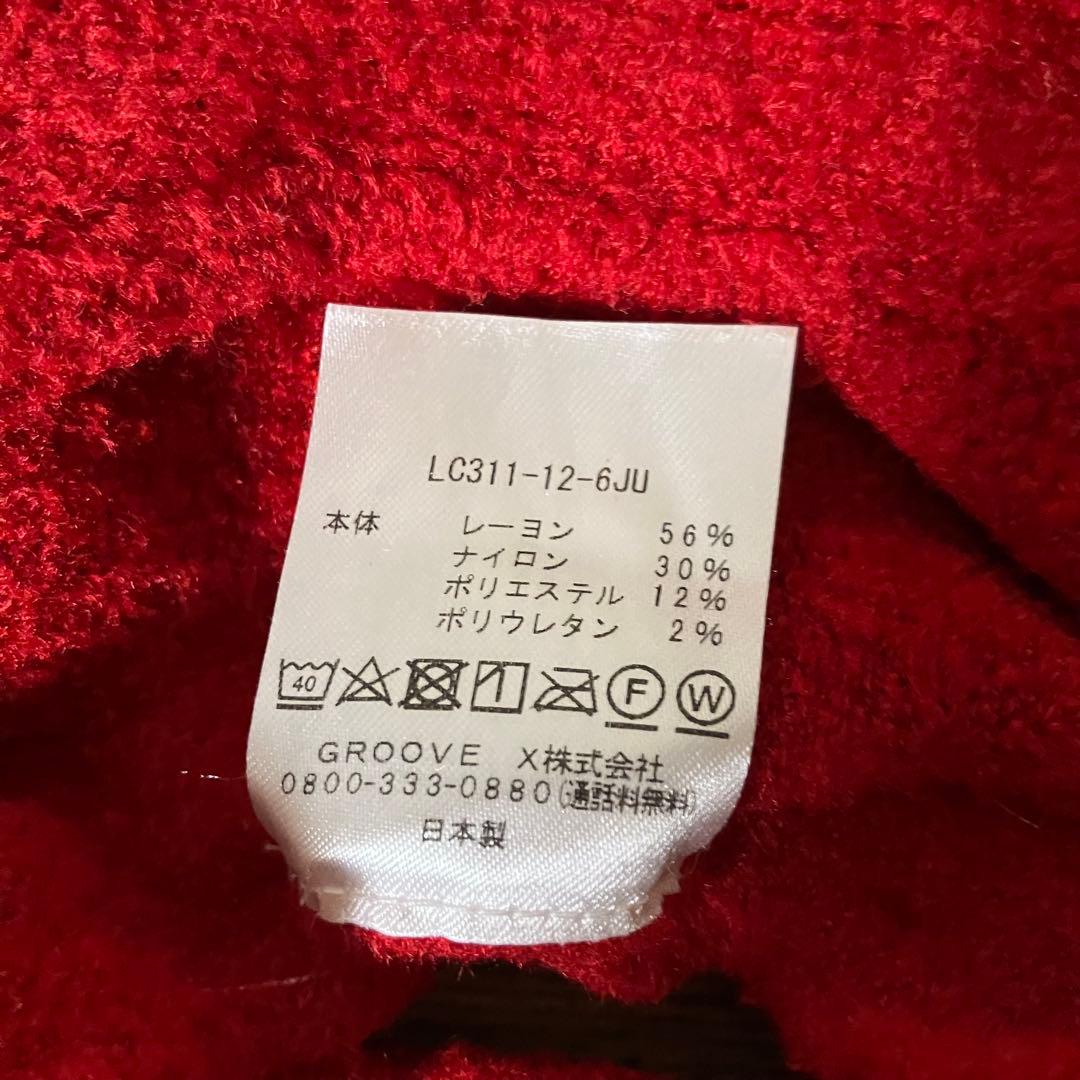 LC311-12-6JU
本体 レーヨン 56%
ナイロン 30%
ポリエステル 12%
ポリウレタン 2%
40 F W
GROOVE X株式会社
0800-333-0880(通話料無料)
日本製